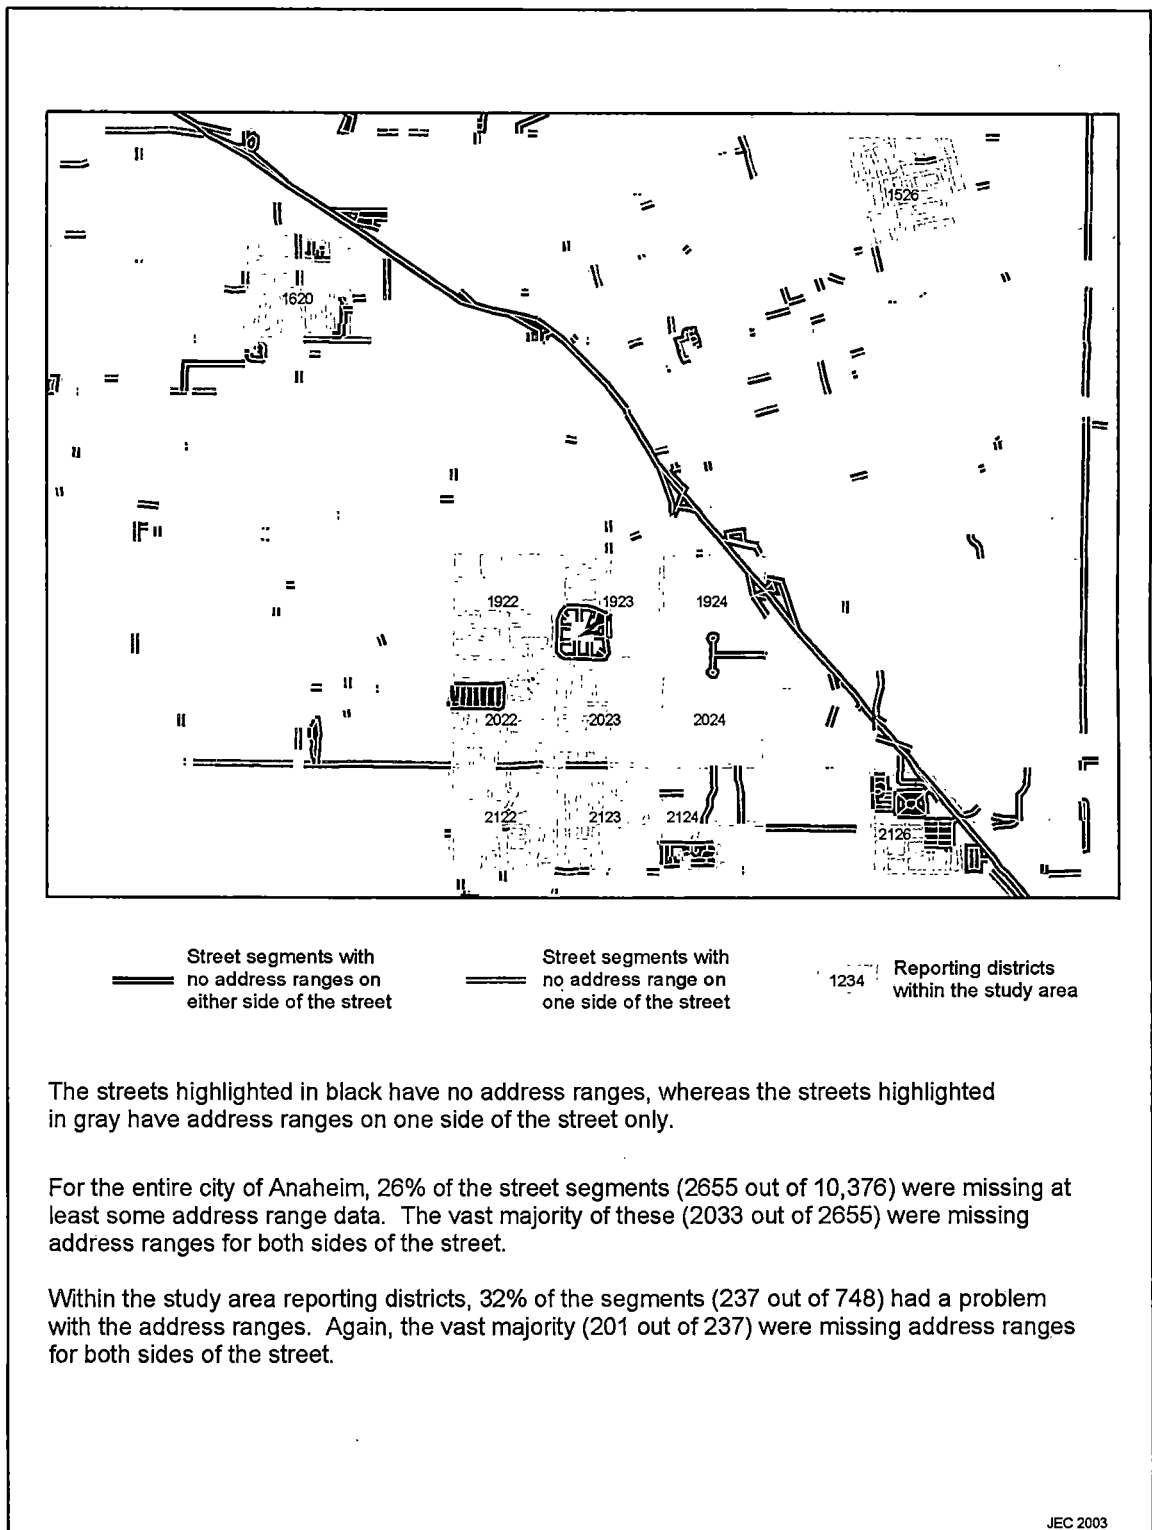 1526
1620
1922
1923
1924
2022
2023
2024
2122
2123
2124
2126
Street segments with
no address ranges on
either side of the street
Street segments with
no address range on
one side of the street
1234
Reporting districts
within the study area
The streets highlighted in black have no address ranges, whereas the streets highlighted
in gray have address ranges on one side of the street only.
For the entire city of Anaheim, 26% of the street segments (2655 out of 10,376) were missing at
least some address range data. The vast majority of these (2033 out of 2655) were missing
address ranges for both sides of the street.
Within the study area reporting districts, 32% of the segments (237 out of 748) had a problem
with the address ranges. Again, the vast majority (201 out of 237) were missing address ranges
for both sides of the street.
JEC 2003